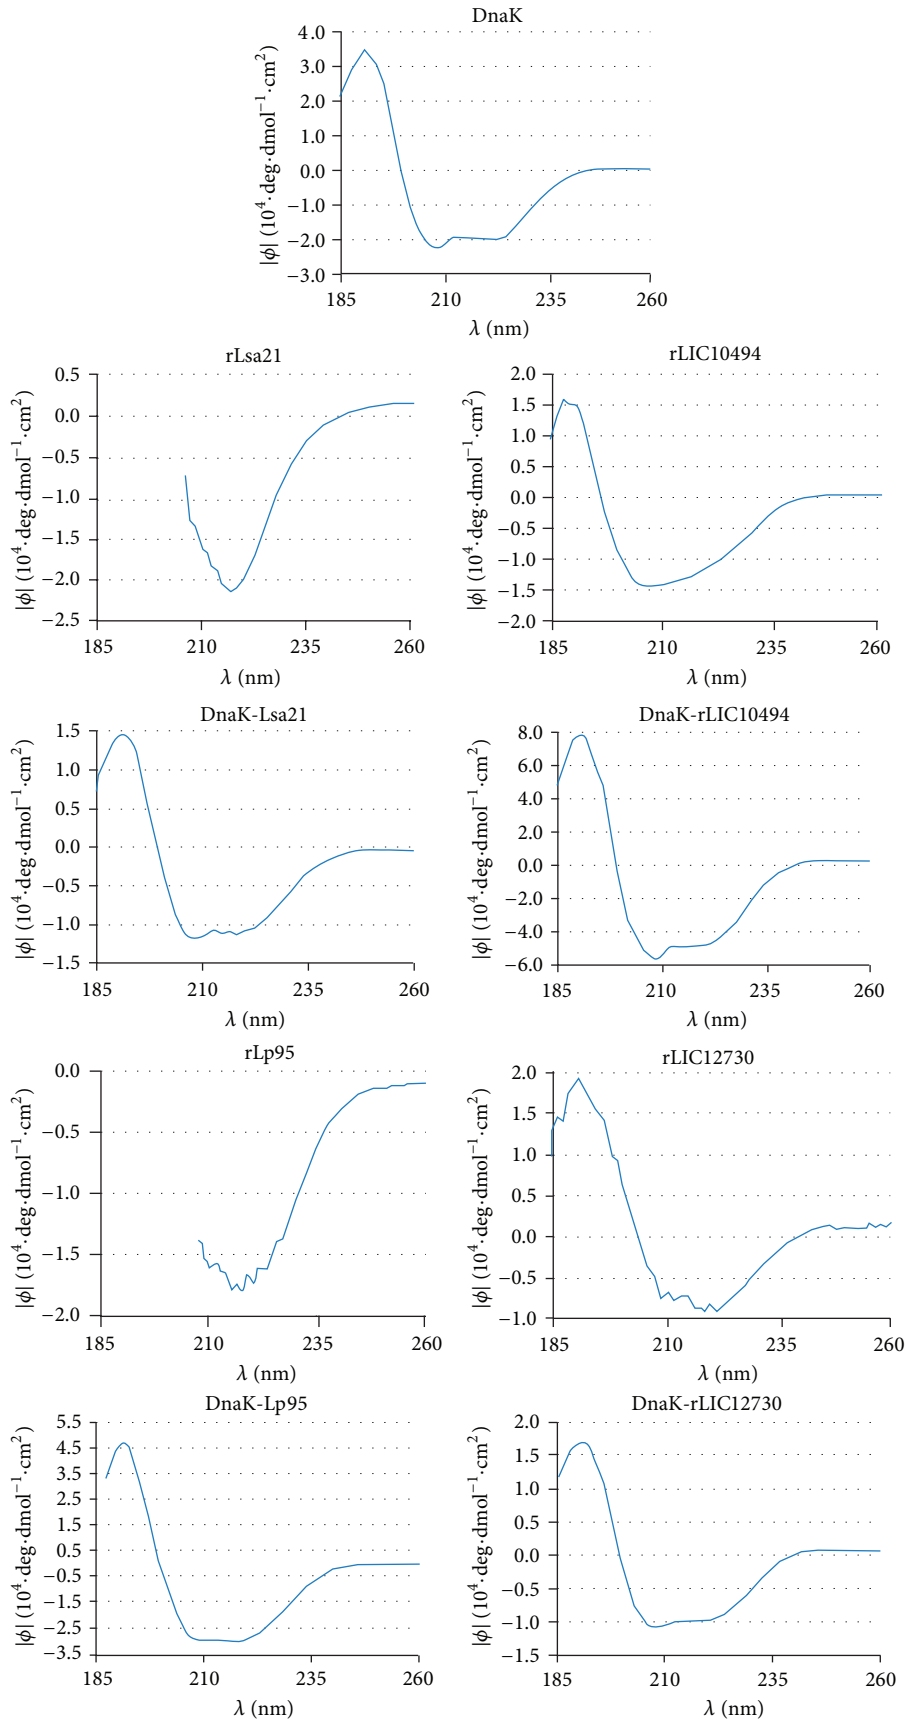 DnaK
|ϕ| (10⁴·deg·dmol⁻¹·cm²)
4.0
3.0
2.0
1.0
0.0
−1.0
−2.0
−3.0
185 210 235 260
λ (nm)
rLsa21
|ϕ| (10⁴·deg·dmol⁻¹·cm²)
0.5
0.0
−0.5
−1.0
−1.5
−2.0
−2.5
185 210 235 260
λ (nm)
rLIC10494
|ϕ| (10⁴·deg·dmol⁻¹·cm²)
2.0
1.5
1.0
0.5
0.0
−0.5
−1.0
−1.5
−2.0
185 210 235 260
λ (nm)
DnaK-Lsa21
|ϕ| (10⁴·deg·dmol⁻¹·cm²)
1.5
1.0
0.5
0.0
−0.5
−1.0
−1.5
185 210 235 260
λ (nm)
DnaK-rLIC10494
|ϕ| (10⁴·deg·dmol⁻¹·cm²)
8.0
6.0
4.0
2.0
0.0
−2.0
−4.0
−6.0
185 210 235 260
λ (nm)
rLp95
|ϕ| (10⁴·deg·dmol⁻¹·cm²)
0.0
−0.5
−1.0
−1.5
−2.0
185 210 235 260
λ (nm)
rLIC12730
|ϕ| (10⁴·deg·dmol⁻¹·cm²)
2.0
1.5
1.0
0.5
0.0
−0.5
−1.0
185 210 235 260
λ (nm)
DnaK-Lp95
|ϕ| (10⁴·deg·dmol⁻¹·cm²)
5.5
4.5
3.5
2.5
1.5
0.5
−0.5
−1.5
−2.5
−3.5
185 210 235 260
λ (nm)
DnaK-rLIC12730
|ϕ| (10⁴·deg·dmol⁻¹·cm²)
2.0
1.5
1.0
0.5
0.0
−0.5
−1.0
−1.5
185 210 235 260
λ (nm)